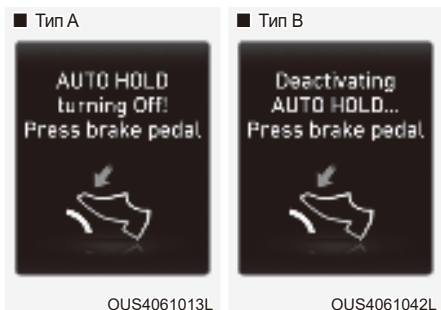 ■ Тип A
AUTO HOLD
turning Off!
Press brake pedal
OUS4061013L
■ Тип B
Deactivating
AUTO HOLD...
Press brake pedal
OUS4061042L